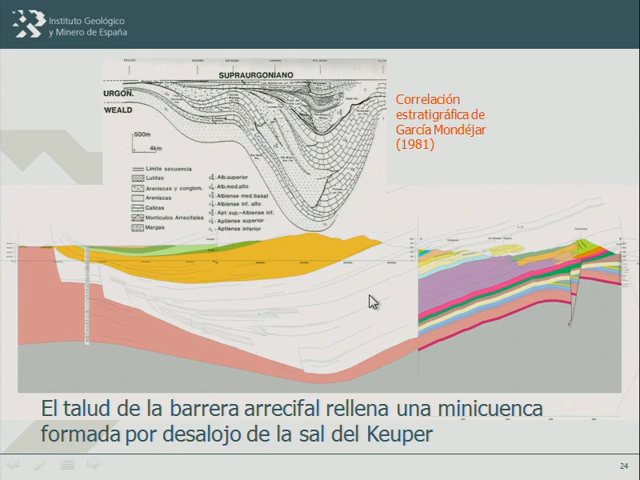 Instituto Geológico
y Minero de España
SUPRAURGONIANO
URGON.
WEALD
500m
4km
Límite secuencia
Lutitas
Areniscas y conglom.
Areniscas
Calizas
Montículos Arrecifales
Margas
Alb.superior
Alb.med.alto
Albiense med.basal
Albiense inf. alto
Apt sup.-Albiense inf.
Aptiense superior
Aptiense inferior
Correlación
estratigráfica de
García Mondéjar
(1981)
El talud de la barrera arrecifal rellena una minicuenca
formada por desalojo de la sal del Keuper
24